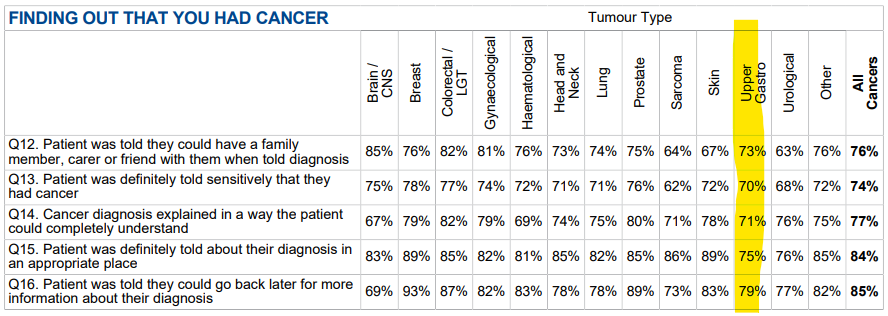 FINDING OUT THAT YOU HAD CANCER
Tumour Type
Brain / CNS
Breast
Colorectal / LGT
Gynaecological
Haematological
Head and Neck
Lung
Prostate
Sarcoma
Skin
Upper Gastro
Urological
Other
All Cancers
Q12. Patient was told they could have a family
member, carer or friend with them when told diagnosis
85% 76% 82% 81% 76% 73% 74% 75% 64% 67% 73% 63% 76% 76%
Q13. Patient was definitely told sensitively that they
had cancer
75% 78% 77% 74% 72% 71% 71% 76% 62% 72% 70% 68% 72% 74%
Q14. Cancer diagnosis explained in a way the patient
could completely understand
67% 79% 82% 79% 69% 74% 75% 80% 71% 78% 71% 76% 75% 77%
Q15. Patient was definitely told about their diagnosis in
an appropriate place
83% 89% 85% 82% 81% 85% 82% 85% 86% 89% 75% 76% 85% 84%
Q16. Patient was told they could go back later for more
information about their diagnosis
69% 93% 87% 82% 83% 78% 78% 89% 73% 83% 79% 77% 82% 85%